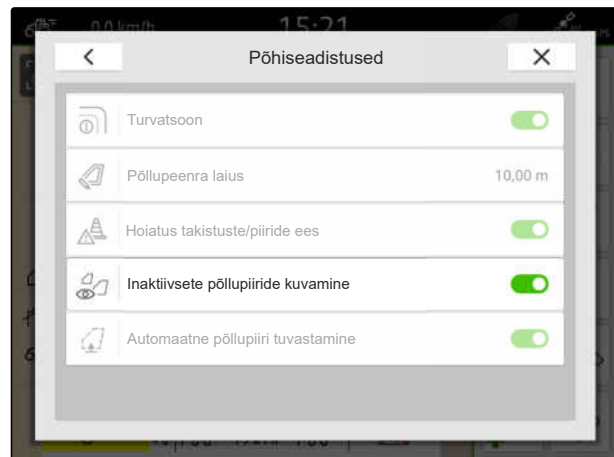 0,0 km/h 15:21
Põhiseadistused
Turvatsoon
Põllupeenra laius 10,00 m
Hoiatus takistuste/piiride ees
Inaktiivsete põllupiiride kuvamine
Automaatne põllupiiri tuvastamine